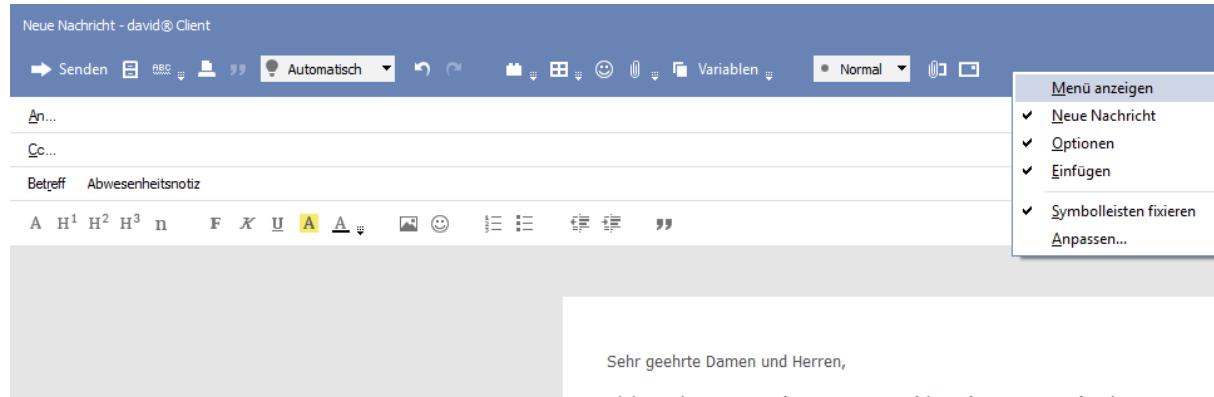 Neue Nachricht - david® Client
Senden ABC Automatisch Variablen Normal
Menü anzeigen
An...
Neue Nachricht
Cc...
Optionen
Einfügen
Betreff Abwesenheitsnotiz
Symbolleisten fixieren
A H1 H2 H3 n F K U A A
Anpassen...
Sehr geehrte Damen und Herren,